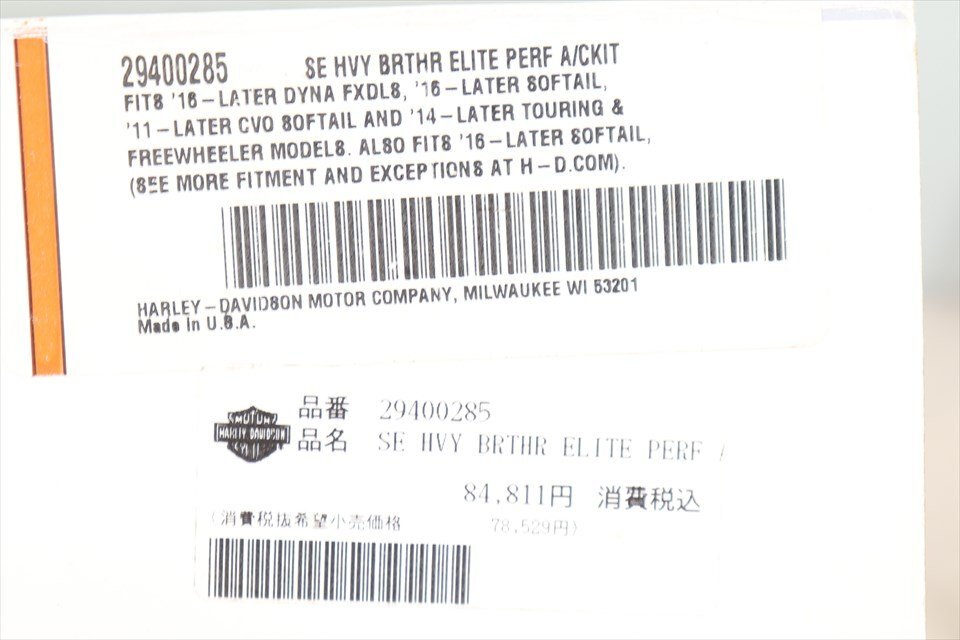 29400285 SE HVY BRTHR ELITE PERF A/CKIT
FITS '16-LATER DYNA FXDLS, '16-LATER SOFTAIL,
'11-LATER CVO SOFTAIL AND '14-LATER TOURING &
FREEWHEELER MODELS. ALSO FITS '16-LATER SOFTAIL,
(SEE MORE FITMENT AND EXCEPTIONS AT H-D.COM).
HARLEY-DAVIDSON MOTOR COMPANY, MILWAUKEE WI 53201
Made in U.S.A.
MOTOR
HARLEY-DAVIDSON
品番 29400285
品名 SE HVY BRTHR ELITE PERF /
84,811円 消費税込
(消費税抜希望小売価格 78,529円)